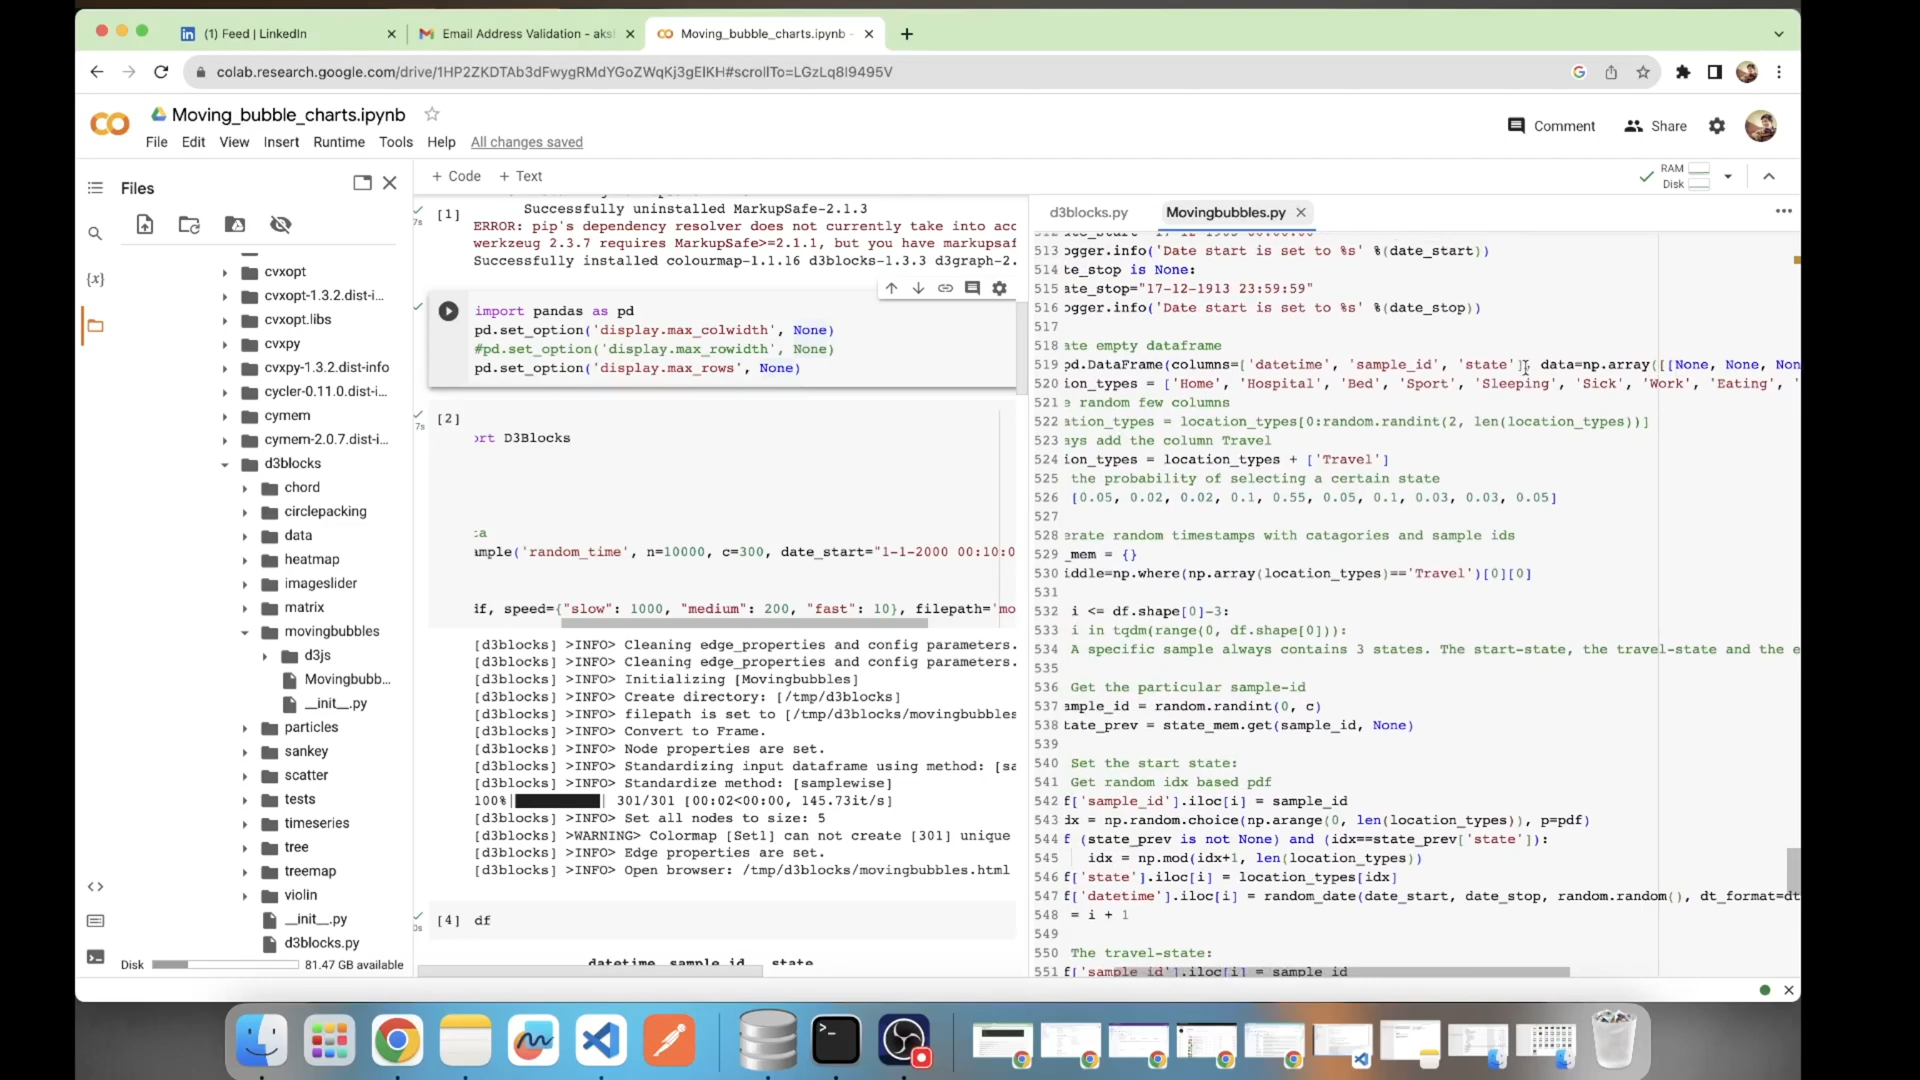 (1) Feed | LinkedIn
Email Address Validation - aks
Moving_bubble_charts.ipynb -
colab.research.google.com/drive/1HP2ZKDTAb3dFwygRMdYGoZWqKj3gElKH#scrollTo=LGzLq8I9495V
Moving_bubble_charts.ipynb
File Edit View Insert Runtime Tools Help All changes saved
Comment
Share
Files
+ Code + Text
RAM
Disk
cvxopt
cvxopt-1.3.2.dist-i...
cvxopt.libs
cvxpy
cvxpy-1.3.2.dist-info
cycler-0.11.0.dist-i...
cymem
cymem-2.0.7.dist-i...
d3blocks
chord
circlepacking
data
heatmap
imageslider
matrix
movingbubbles
d3js
Movingbubb...
__init__.py
particles
sankey
scatter
tests
timeseries
tree
treemap
violin
__init__.py
d3blocks.py
Disk 81.47 GB available
[1]
7s
Successfully uninstalled MarkupSafe-2.1.3
ERROR: pip's dependency resolver does not currently take into acc
werkzeug 2.3.7 requires MarkupSafe>=2.1.1, but you have markupsaf
Successfully installed colourmap-1.1.16 d3blocks-1.3.3 d3graph-2.
import pandas as pd
pd.set_option('display.max_colwidth', None)
#pd.set_option('display.max_rowidth', None)
pd.set_option('display.max_rows', None)
[2]
7s
ort D3Blocks
ta
ample('random_time', n=10000, c=300, date_start="1-1-2000 00:10:0
df, speed={"slow": 1000, "medium": 200, "fast": 10}, filepath='mo
[d3blocks] >INFO> Cleaning edge_properties and config parameters.
[d3blocks] >INFO> Cleaning edge_properties and config parameters.
[d3blocks] >INFO> Initializing [Movingbubbles]
[d3blocks] >INFO> Create directory: [/tmp/d3blocks]
[d3blocks] >INFO> filepath is set to [/tmp/d3blocks/movingbubbles
[d3blocks] >INFO> Convert to Frame.
[d3blocks] >INFO> Node properties are set.
[d3blocks] >INFO> Standardizing input dataframe using method: [sa
[d3blocks] >INFO> Standardize method: [samplewise]
100%| | 301/301 [00:02<00:00, 145.73it/s]
[d3blocks] >INFO> Set all nodes to size: 5
[d3blocks] >WARNING> Colormap [Set1] can not create [301] unique
[d3blocks] >INFO> Edge properties are set.
[d3blocks] >INFO> Open browser: /tmp/d3blocks/movingbubbles.html
[4] df
0s
datetime sample_id state
d3blocks.py
Movingbubbles.py
513 ogger.info('Date start is set to %s' %(date_start))
514 te_stop is None:
515 ate_stop="17-12-1913 23:59:59"
516 ogger.info('Date start is set to %s' %(date_stop))
517
518 ate empty dataframe
519 pd.DataFrame(columns=['datetime', 'sample_id', 'state'], data=np.array([[None, None, Non
520 ion_types = ['Home', 'Hospital', 'Bed', 'Sport', 'Sleeping', 'Sick', 'Work', 'Eating', '
521 e random few columns
522 ation_types = location_types[0:random.randint(2, len(location_types))]
523 ays add the column Travel
524 ion_types = location_types + ['Travel']
525 the probability of selecting a certain state
526 [0.05, 0.02, 0.02, 0.1, 0.55, 0.05, 0.1, 0.03, 0.03, 0.05]
527
528 erate random timestamps with catagories and sample ids
529 _mem = {}
530 iddle=np.where(np.array(location_types)=='Travel')[0][0]
531
532 i <= df.shape[0]-3:
533 i in tqdm(range(0, df.shape[0])):
534 A specific sample always contains 3 states. The start-state, the travel-state and the e
535
536 Get the particular sample-id
537 ample_id = random.randint(0, c)
538 tate_prev = state_mem.get(sample_id, None)
539
540 Set the start state:
541 Get random idx based pdf
542 f['sample_id'].iloc[i] = sample_id
543 dx = np.random.choice(np.arange(0, len(location_types)), p=pdf)
544 f (state_prev is not None) and (idx==state_prev['state']):
545 idx = np.mod(idx+1, len(location_types))
546 f['state'].iloc[i] = location_types[idx]
547 f['datetime'].iloc[i] = random_date(date_start, date_stop, random.random(), dt_format=dt
548 = i + 1
549
550 The travel-state:
551 f['sample_id'].iloc[i] = sample_id